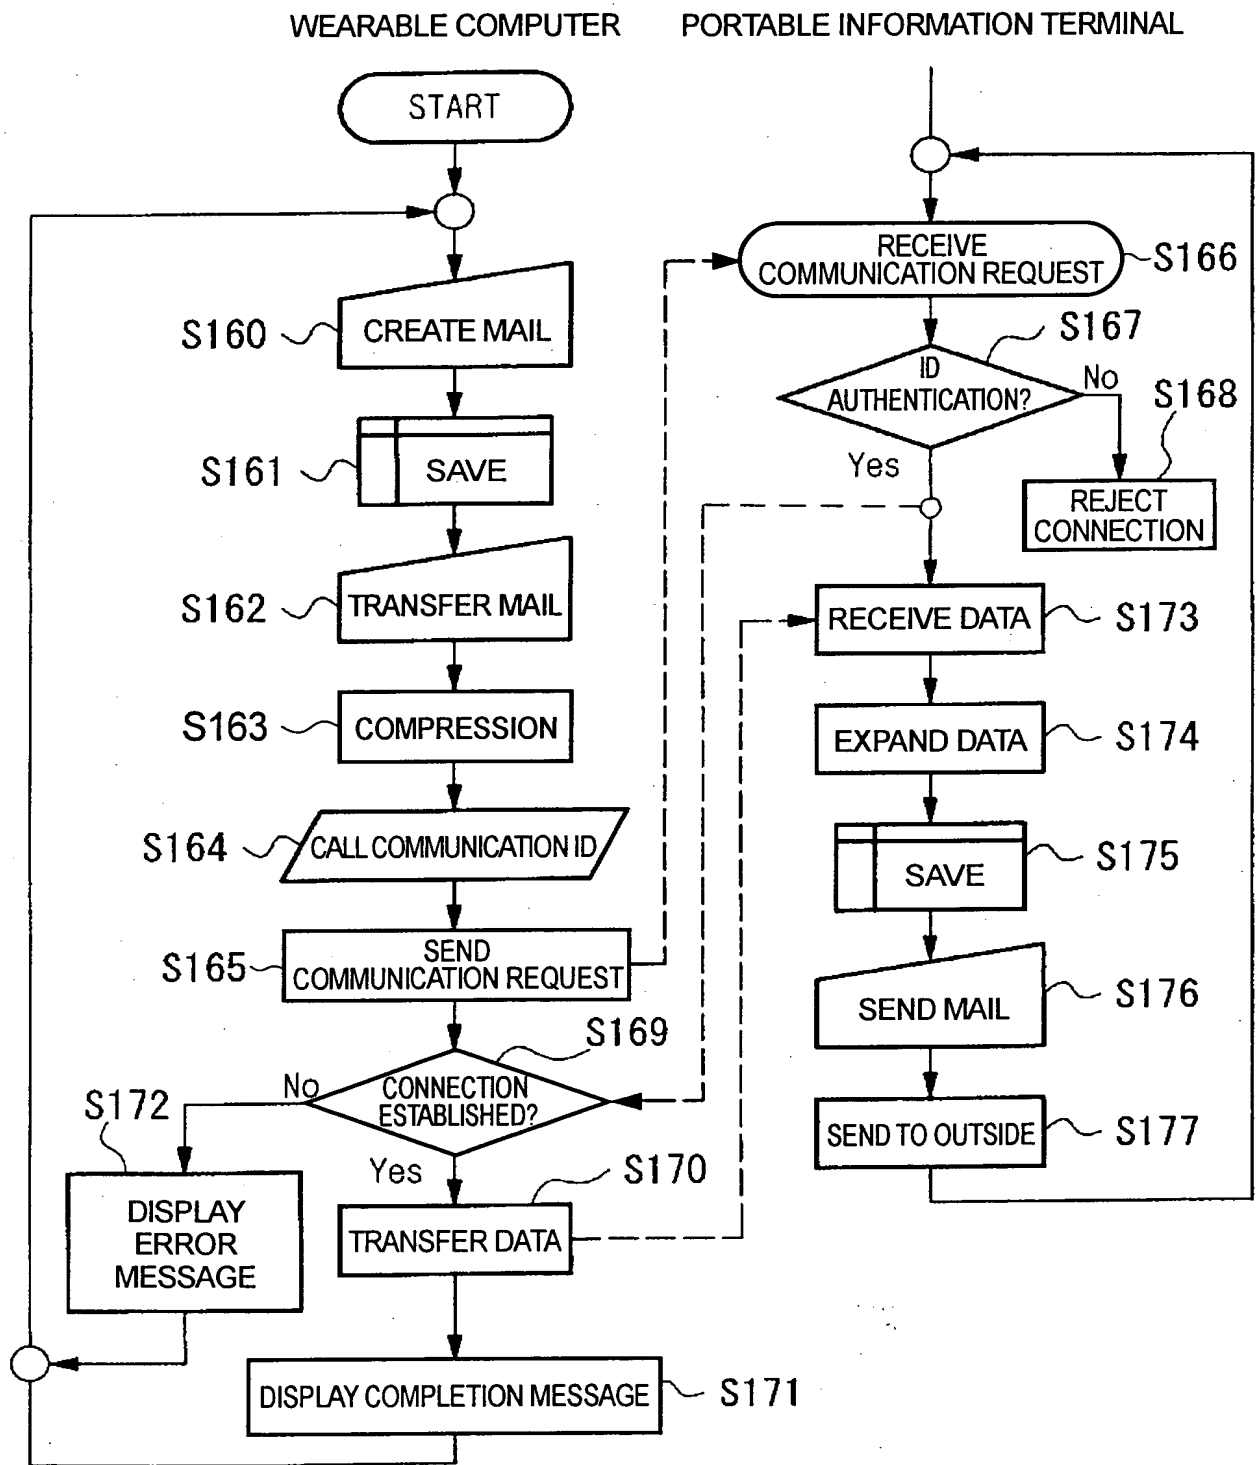 WEARABLE COMPUTER
START
S160
CREATE MAIL
S161
SAVE
S162
TRANSFER MAIL
S163
COMPRESSION
S164
CALL COMMUNICATION ID
S165
SEND
COMMUNICATION REQUEST
S169
No
CONNECTION
ESTABLISHED?
S172
Yes
S170
DISPLAY
ERROR
MESSAGE
TRANSFER DATA
DISPLAY COMPLETION MESSAGE
S171
PORTABLE INFORMATION TERMINAL
RECEIVE
COMMUNICATION REQUEST
S166
S167
ID
AUTHENTICATION?
No
S168
Yes
REJECT
CONNECTION
RECEIVE DATA
S173
EXPAND DATA
S174
SAVE
S175
SEND MAIL
S176
SEND TO OUTSIDE
S177